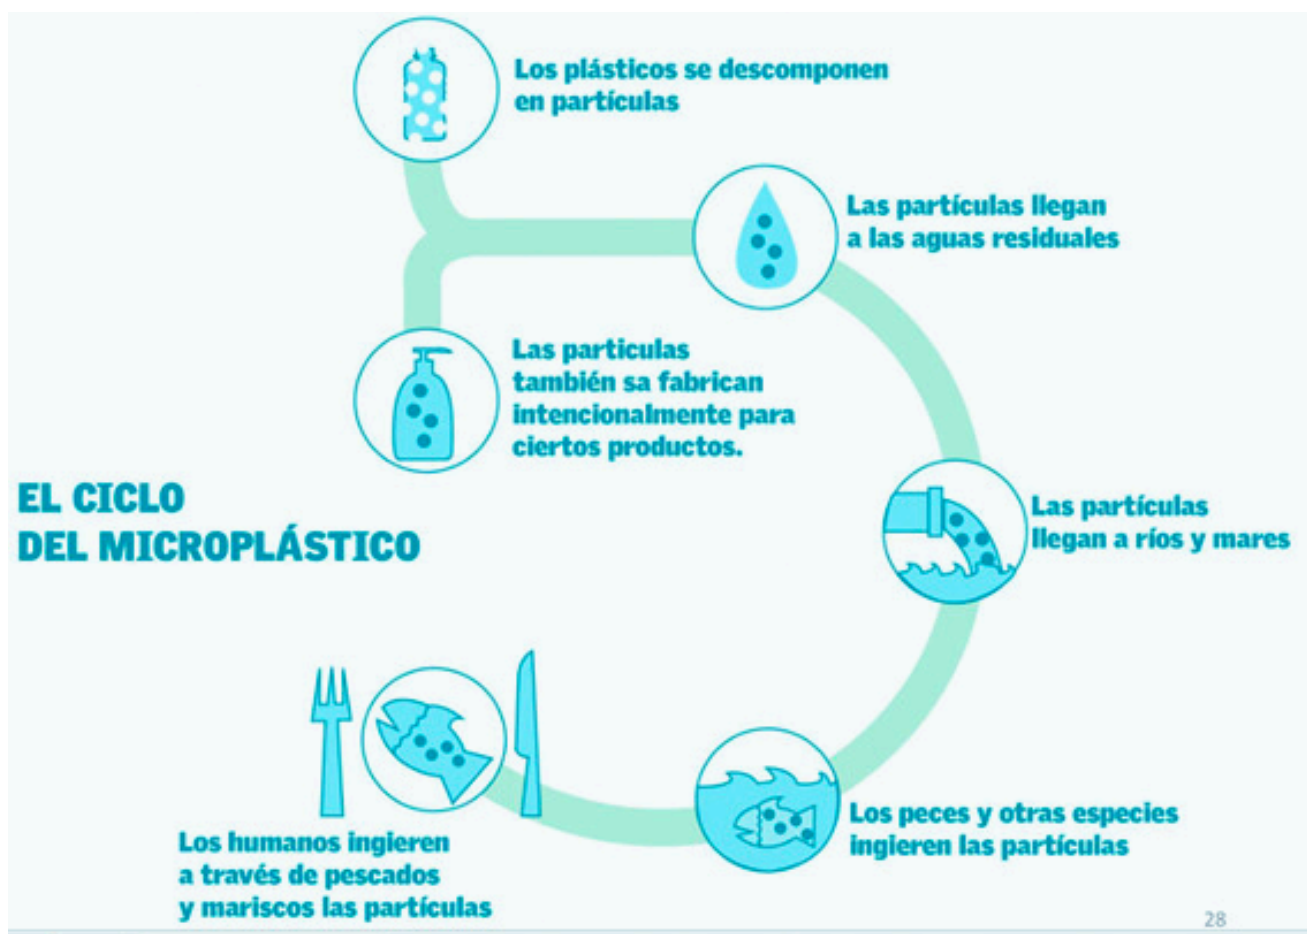 Los plásticos se descomponen
en partículas
Las partículas llegan
a las aguas residuales
Las particulas
también sa fabrican
intencionalmente para
ciertos productos.
EL CICLO
DEL MICROPLÁSTICO
Las partículas
llegan a ríos y mares
Los peces y otras especies
ingieren las partículas
Los humanos ingieren
a través de pescados
y mariscos las partículas
28